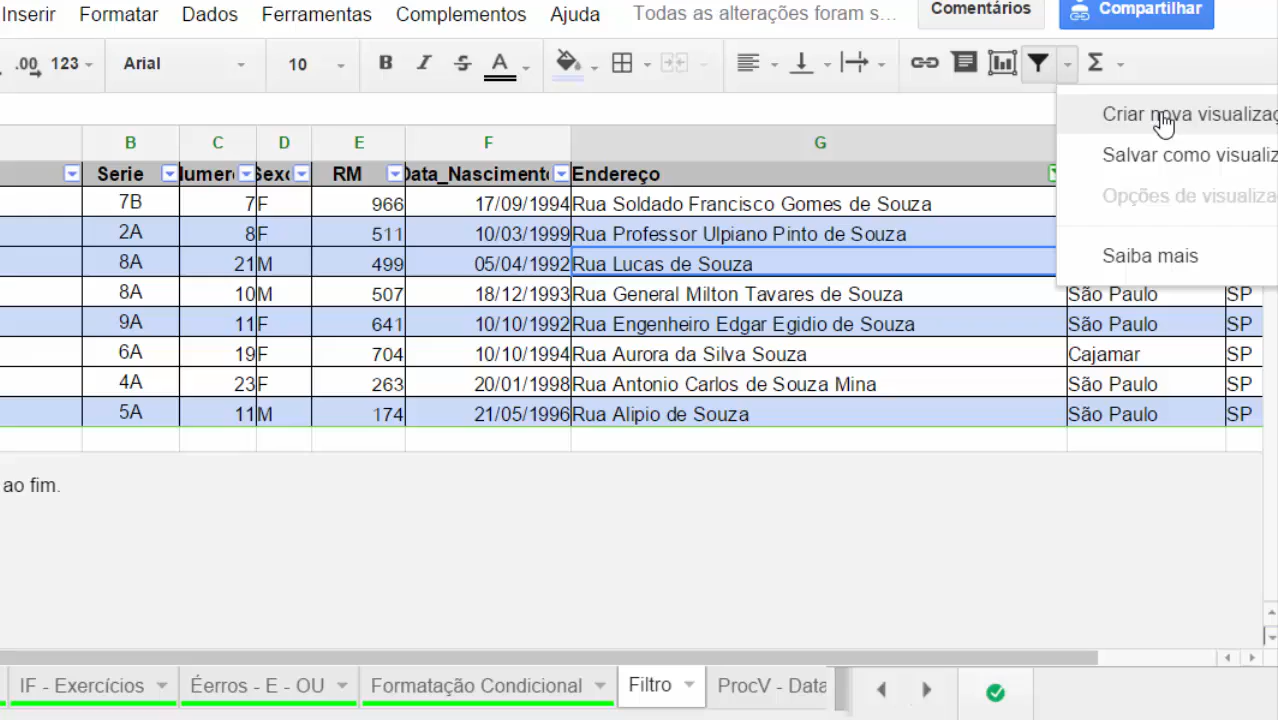 Inserir Formatar Dados Ferramentas Complementos Ajuda Todas as alterações foram s... Comentários Compartilhar
.00 123 Arial 10 B I S A Σ
Criar nova visualizaç
Salvar como visualiz
Opções de visualiza
Saiba mais
B C D E F G
Serie Numer Sexo RM Data_Nascimento Endereço
7B 7 F 966 17/09/1994 Rua Soldado Francisco Gomes de Souza
2A 8 F 511 10/03/1999 Rua Professor Ulpiano Pinto de Souza
8A 21 M 499 05/04/1992 Rua Lucas de Souza
8A 10 M 507 18/12/1993 Rua General Milton Tavares de Souza São Paulo SP
9A 11 F 641 10/10/1992 Rua Engenheiro Edgar Egidio de Souza São Paulo SP
6A 19 F 704 10/10/1994 Rua Aurora da Silva Souza Cajamar SP
4A 23 F 263 20/01/1998 Rua Antonio Carlos de Souza Mina São Paulo SP
5A 11 M 174 21/05/1996 Rua Alipio de Souza São Paulo SP
ao fim.
IF - Exercícios Éerros - E - OU Formatação Condicional Filtro ProcV - Data